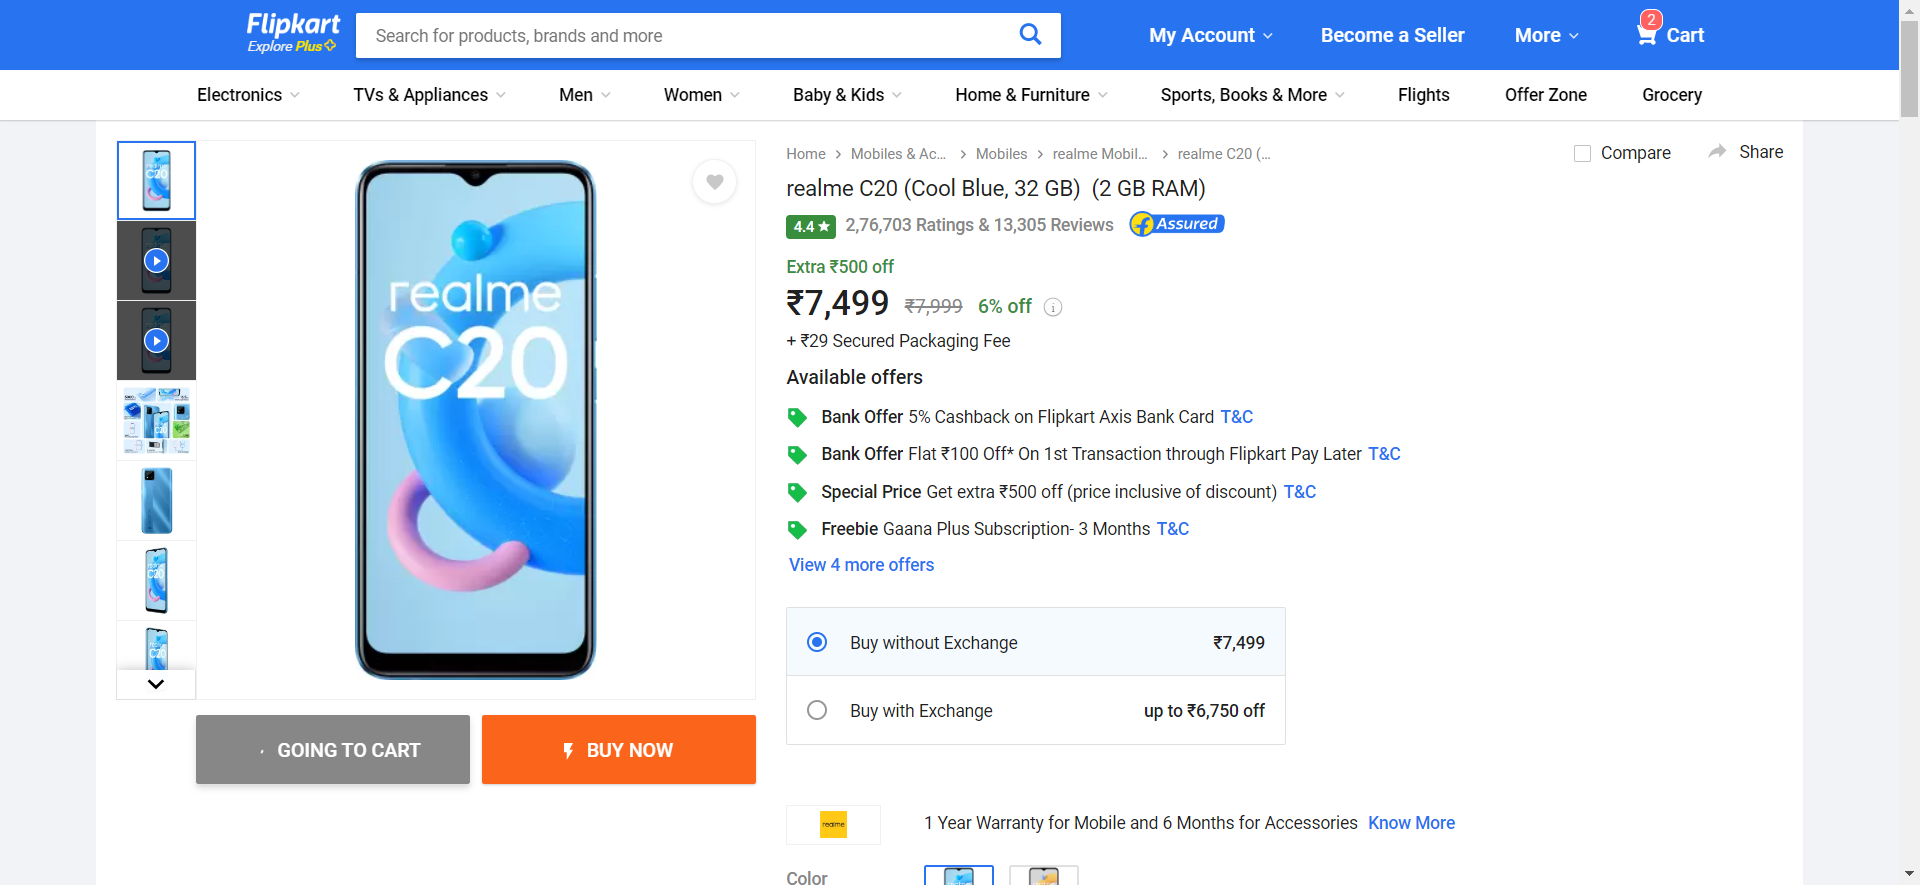 Flipkart
Explore Plus
Search for products, brands and more
My Account
Become a Seller
More
2
Cart
Electronics
TVs & Appliances
Men
Women
Baby & Kids
Home & Furniture
Sports, Books & More
Flights
Offer Zone
Grocery
Home
Mobiles & Ac...
Mobiles
realme Mobil...
realme C20 (...
Compare
Share
realme C20 (Cool Blue, 32 GB) (2 GB RAM)
4.4 ★
2,76,703 Ratings & 13,305 Reviews
Assured
Extra ₹500 off
₹7,499 ₹7,999 6% off
+ ₹29 Secured Packaging Fee
Available offers
Bank Offer 5% Cashback on Flipkart Axis Bank Card T&C
Bank Offer Flat ₹100 Off* On 1st Transaction through Flipkart Pay Later T&C
Special Price Get extra ₹500 off (price inclusive of discount) T&C
Freebie Gaana Plus Subscription- 3 Months T&C
View 4 more offers
Buy without Exchange
₹7,499
Buy with Exchange
up to ₹6,750 off
realme
C20
GOING TO CART
BUY NOW
realme
1 Year Warranty for Mobile and 6 Months for Accessories Know More
Color